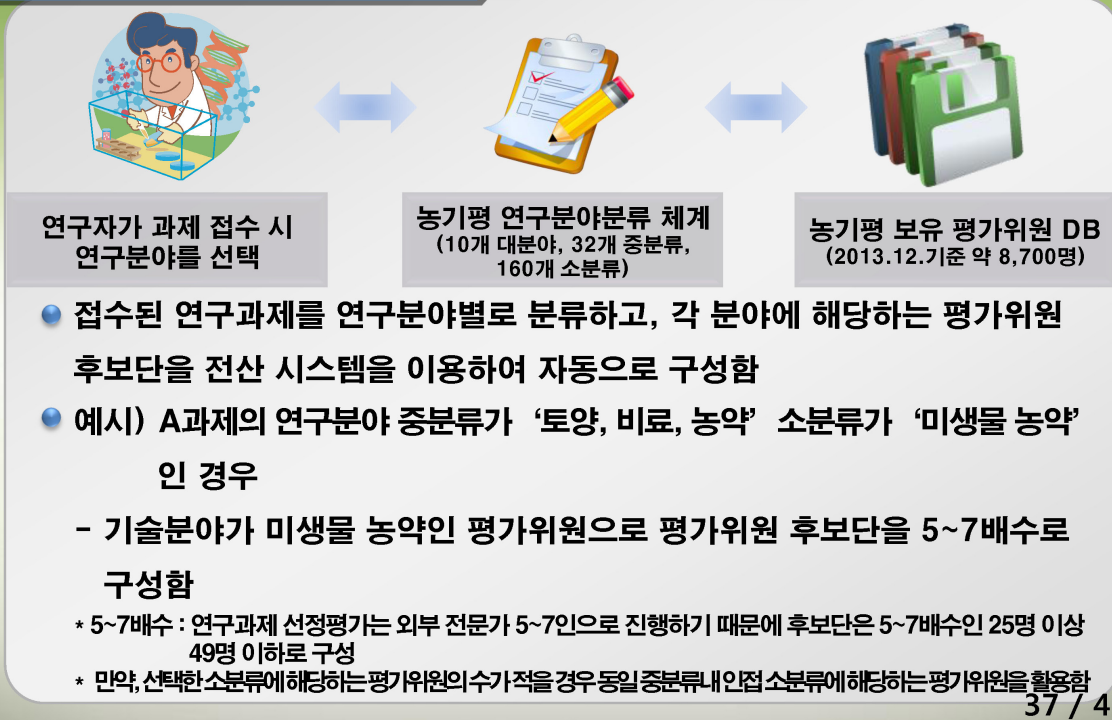 연구자가 과제 접수 시
연구분야를 선택
농기평 연구분야분류 체계
(10개 대분야, 32개 중분류,
160개 소분류)
농기평 보유 평가위원 DB
(2013.12.기준 약 8,700명)
접수된 연구과제를 연구분야별로 분류하고, 각 분야에 해당하는 평가위원
후보단을 전산 시스템을 이용하여 자동으로 구성함
예시) A과제의 연구분야 중분류가 ‘토양, 비료, 농약’ 소분류가 ‘미생물 농약’
인 경우
- 기술분야가 미생물 농약인 평가위원으로 평가위원 후보단을 5~7배수로
구성함
* 5~7배수 : 연구과제 선정평가는 외부 전문가 5~7인으로 진행하기 때문에 후보단은 5~7배수인 25명 이상
49명 이하로 구성
* 만약, 선택한 소분류에 해당하는 평가위원의 수가 적을 경우 동일 중분류내 인접 소분류에 해당하는 평가위원을 활용함
37 / 4